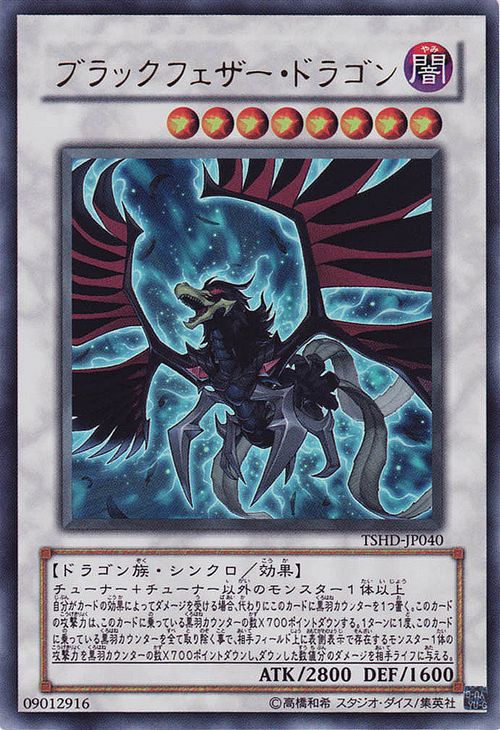 ブラックフェザー・ドラゴン
やみ
闇
TSHD-JP040
【ドラゴン族・シンクロ/効果】
チューナー+チューナー以外のモンスター1体以上
自分がカードの効果によってダメージを受ける場合、代わりにこのカードに黒羽カウンターを1つ置く。このカード
の攻撃力は、このカードに乗っている黒羽カウンターの数×700ポイントダウンする。1ターンに1度、このカード
に乗っている黒羽カウンターを全て取り除く事で、相手フィールド上に表側表示で存在するモンスター1体の
攻撃力を黒羽カウンターの数×700ポイントダウンし、ダウンした数値分のダメージを相手ライフに与える。
ATK/2800 DEF/1600
09012916
©高橋和希 スタジオ・ダイス/集英社